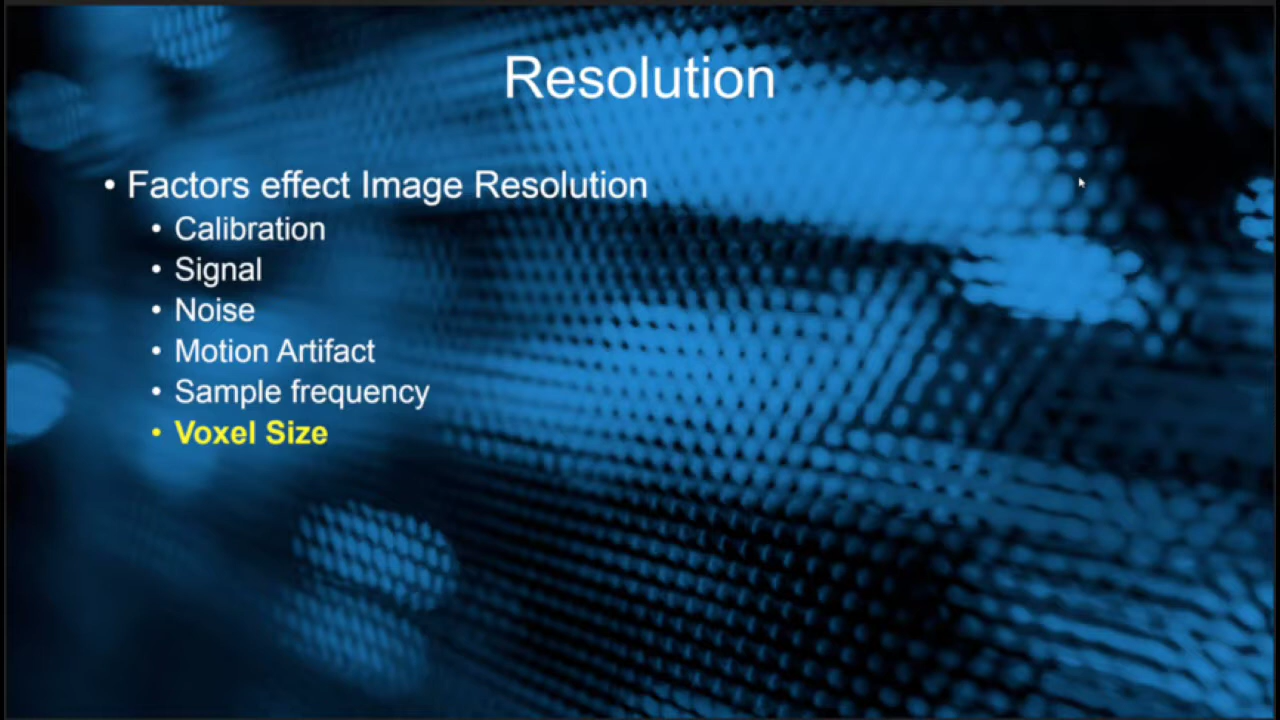 Resolution
• Factors effect Image Resolution
• Calibration
• Signal
• Noise
• Motion Artifact
• Sample frequency
• Voxel Size